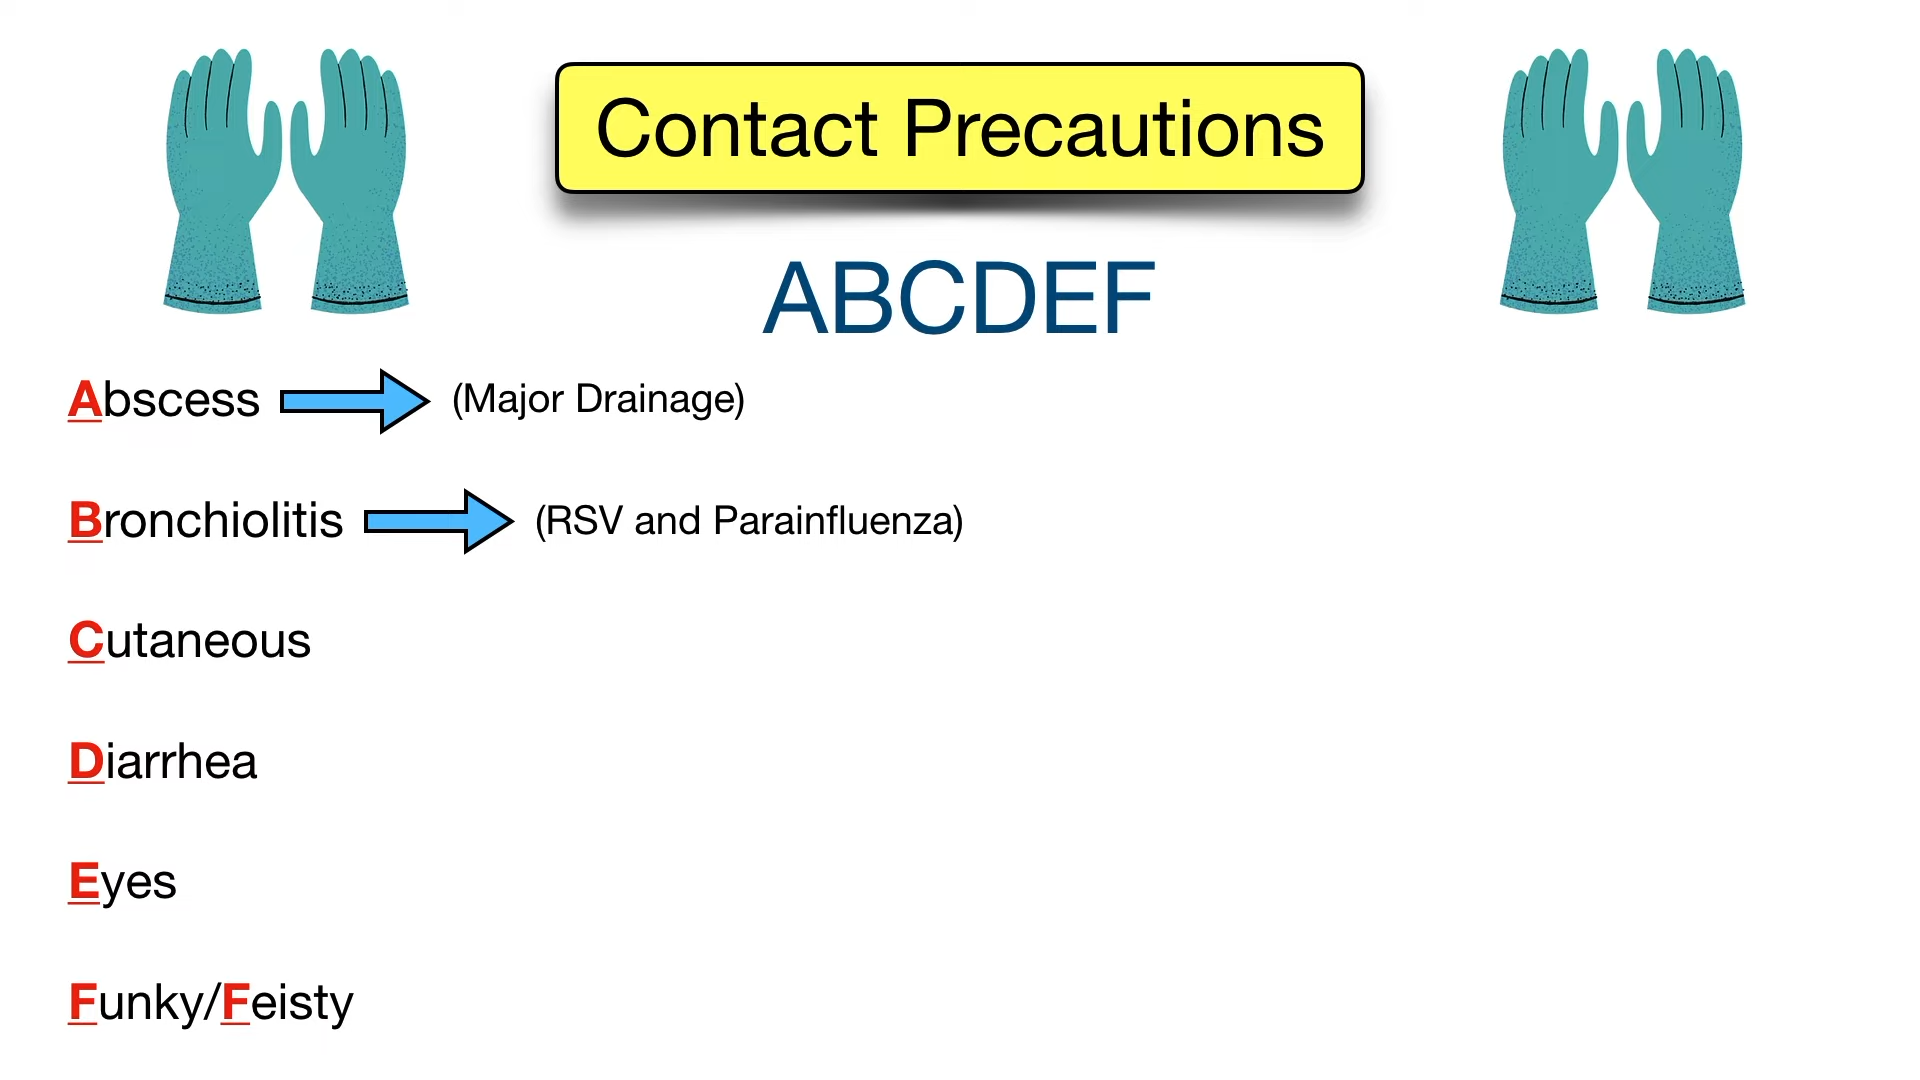 Contact Precautions
ABCDEF
Abscess (Major Drainage)
Bronchiolitis (RSV and Parainfluenza)
Cutaneous
Diarrhea
Eyes
Funky/Feisty